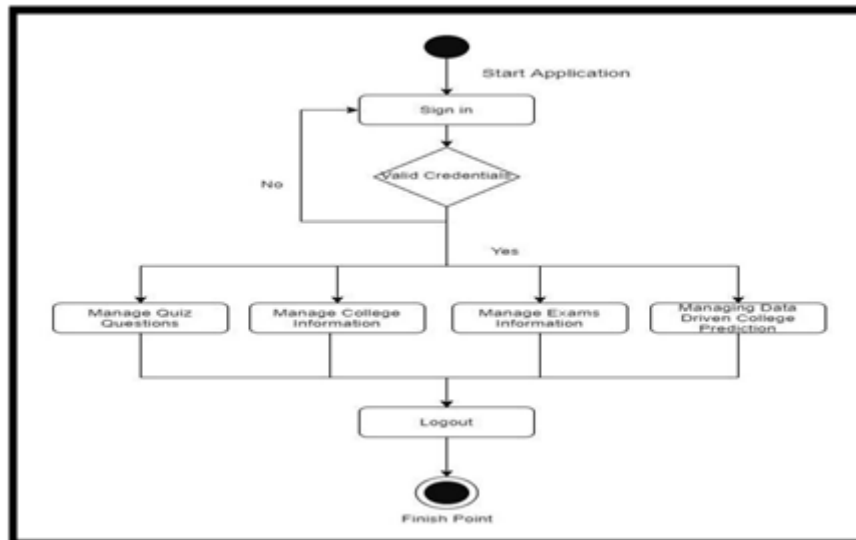 Start Application
Sign in
Valid Credentials
No
Yes
Manage Quiz
Questions
Manage College
Information
Manage Exams
Information
Managing Data
Driven College
Prediction
Logout
Finish Point